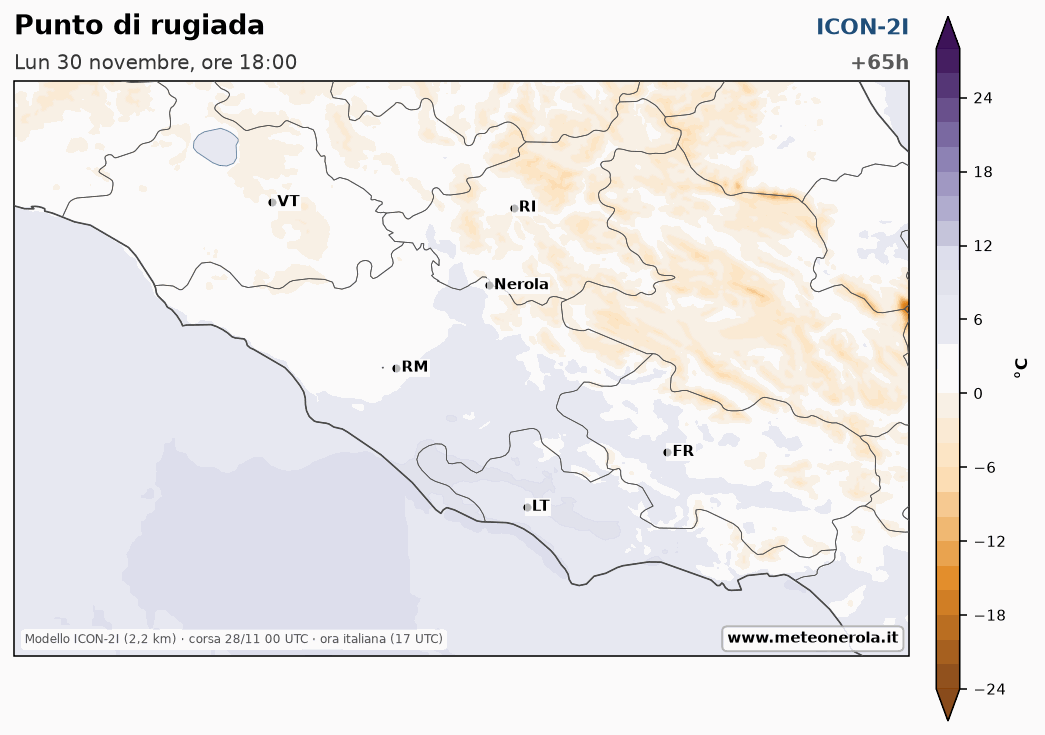 Punto di rugiada
ICON-2I
Lun 30 novembre, ore 18:00
+65h
VT
RI
Nerola
RM
FR
LT
Modello ICON-2I (2,2 km) · corsa 28/11 00 UTC · ora italiana (17 UTC)
www.meteonerola.it
24
18
12
6
0
−6
−12
−18
−24
°C